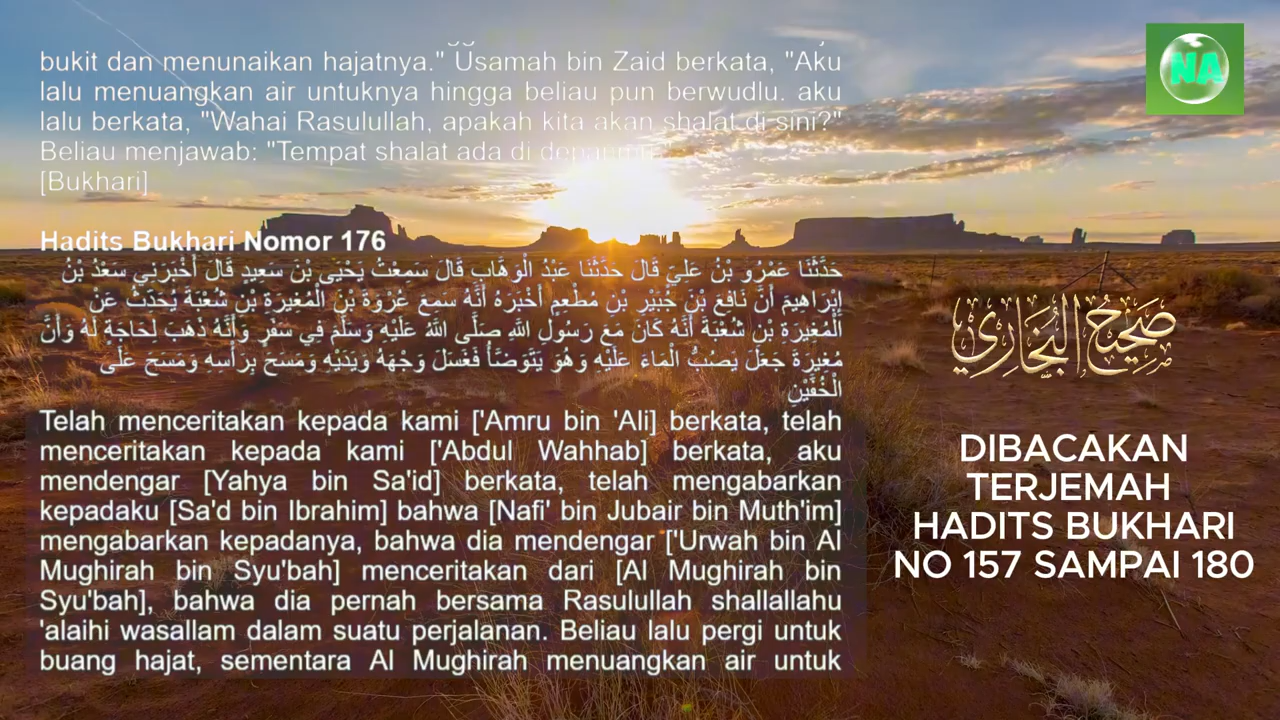 bukit dan menunaikan hajatnya." Usamah bin Zaid berkata, "Aku
lalu menuangkan air untuknya hingga beliau pun berwudlu. aku
lalu berkata, "Wahai Rasulullah, apakah kita akan shalat di sini?"
Beliau menjawab: "Tempat shalat ada di
[Bukhari]
Hadits Bukhari Nomor 176
حَدَّثَنَا عَمْرُو بْنُ عَلِيٍّ قَالَ حَدَّثَنَا عَبْدُ الْوَهَّابِ قَالَ سَمِعْتُ يَحْيَى بْنَ سَعِيدٍ قَالَ أَخْبَرَنِي سَعْدُ بْنُ
إِبْرَاهِيمَ أَنَّ نَافِعَ بْنَ جُبَيْرِ بْنِ مُطْعِمٍ أَخْبَرَهُ أَنَّهُ سَمِعَ عُرْوَةَ بْنَ الْمُغِيرَةِ بْنِ شُعْبَةَ يُحَدِّثُ عَنْ
الْمُغِيرَةِ بْنِ شُعْبَةَ أَنَّهُ كَانَ مَعَ رَسُولِ اللَّهِ صَلَّى اللَّهُ عَلَيْهِ وَسَلَّمَ فِي سَفَرٍ وَأَنَّهُ ذَهَبَ لِحَاجَةٍ لَهُ وَأَنَّ
مُغِيرَةَ جَعَلَ يَصُبُّ الْمَاءَ عَلَيْهِ وَهُوَ يَتَوَضَّأُ فَغَسَلَ وَجْهَهُ وَيَدَيْهِ وَمَسَحَ بِرَأْسِهِ وَمَسَحَ عَلَى
الْخُفَّيْنِ
Telah menceritakan kepada kami ['Amru bin 'Ali] berkata, telah
menceritakan kepada kami ['Abdul Wahhab] berkata, aku
mendengar [Yahya bin Sa'id] berkata, telah mengabarkan
kepadaku [Sa'd bin Ibrahim] bahwa [Nafi' bin Jubair bin Muth'im]
mengabarkan kepadanya, bahwa dia mendengar ['Urwah bin Al
Mughirah bin Syu'bah] menceritakan dari [Al Mughirah bin
Syu'bah], bahwa dia pernah bersama Rasulullah shallallahu
'alaihi wasallam dalam suatu perjalanan. Beliau lalu pergi untuk
buang hajat, sementara Al Mughirah menuangkan air untuk
NA
صَحِيحُ الْبُخَارِي
DIBACAKAN
TERJEMAH
HADITS BUKHARI
NO 157 SAMPAI 180